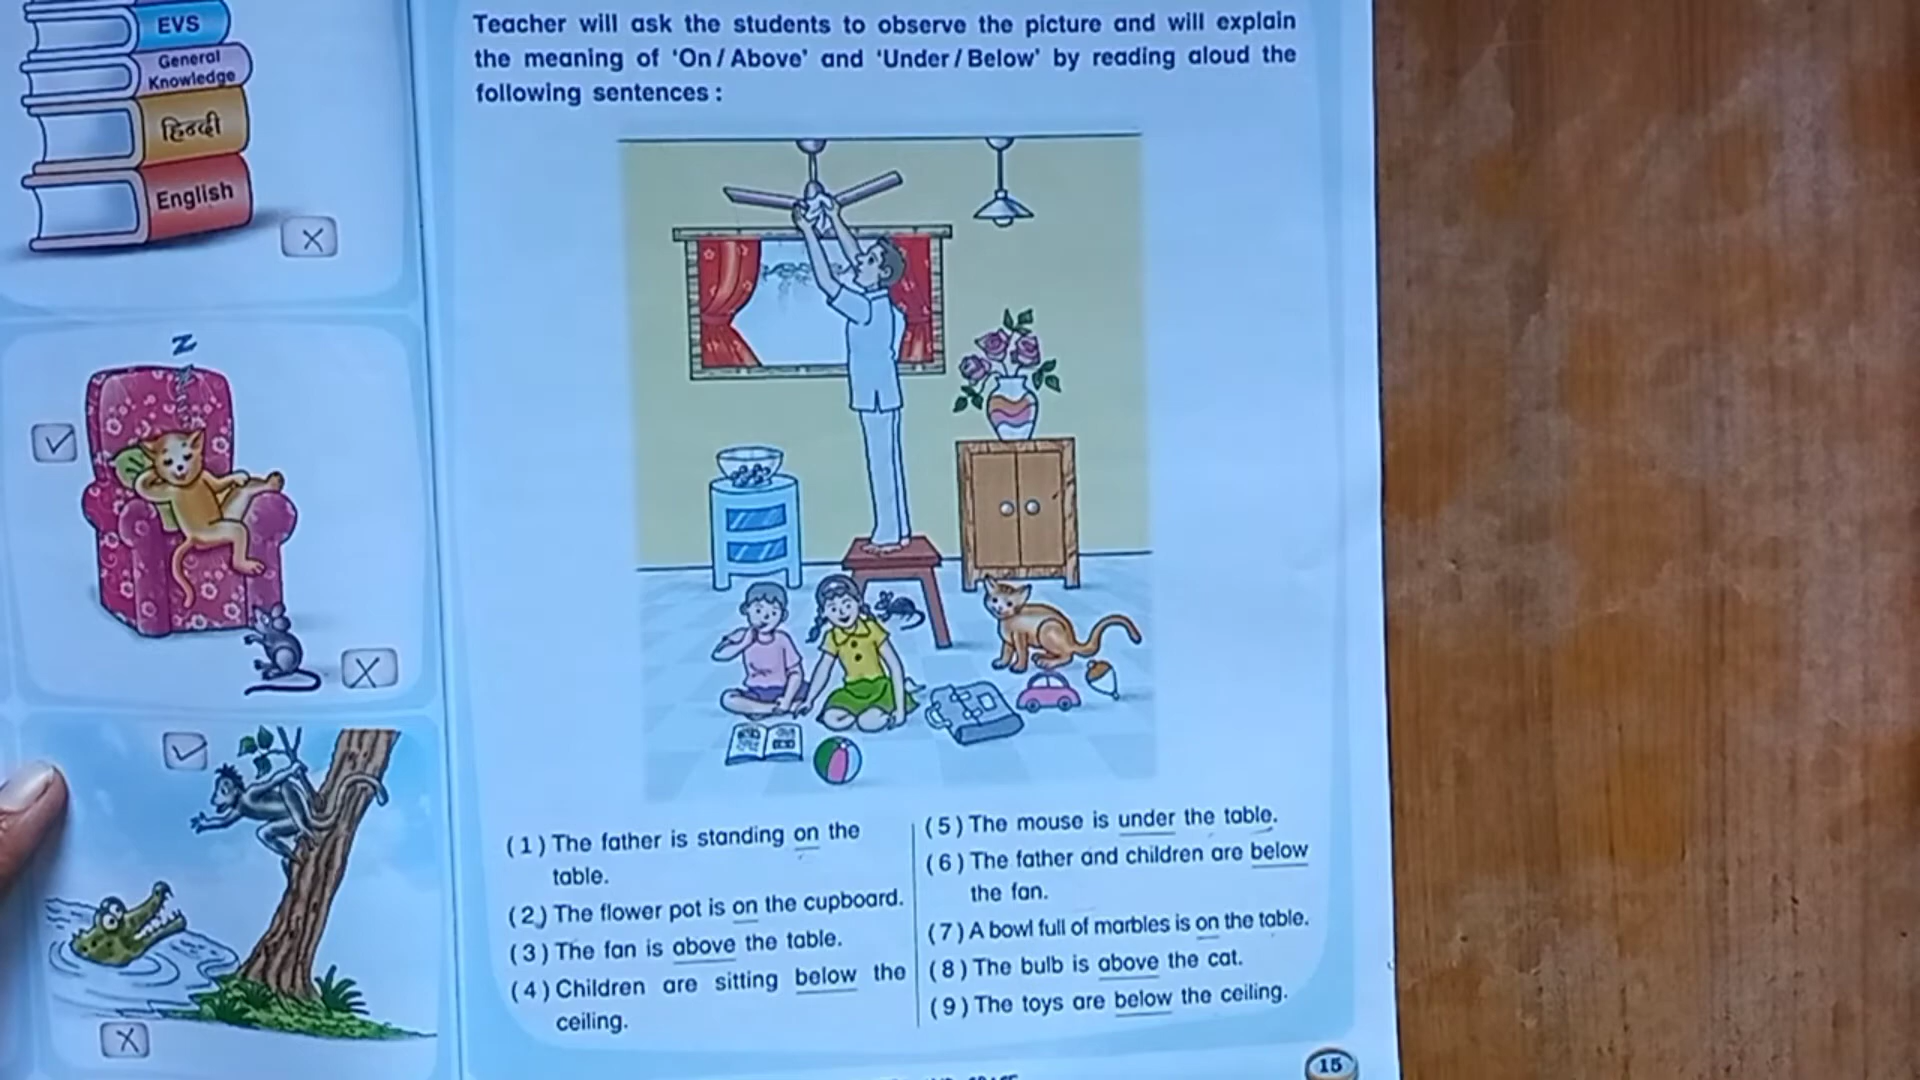 EVS
General
Knowledge
हिन्दी
English
Z
Teacher will ask the students to observe the picture and will explain
the meaning of ‘On / Above’ and ‘Under / Below’ by reading aloud the
following sentences :
( 1 ) The father is standing on the
table.
( 2 ) The flower pot is on the cupboard.
( 3 ) The fan is above the table.
( 4 ) Children are sitting below the
ceiling.
( 5 ) The mouse is under the table.
( 6 ) The father and children are below
the fan.
( 7 ) A bowl full of marbles is on the table.
( 8 ) The bulb is above the cat.
( 9 ) The toys are below the ceiling.
15